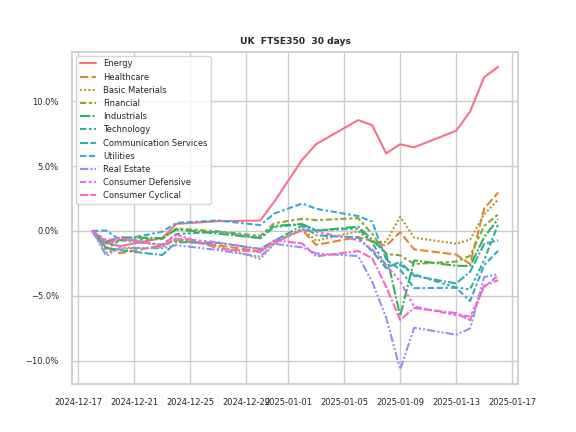 UK  FTSE350  30 days
Energy
Healthcare
Basic Materials
Financial
Industrials
Technology
Communication Services
Utilities
Real Estate
Consumer Defensive
Consumer Cyclical
10.0%
5.0%
0.0%
−5.0%
−10.0%
2024-12-17 2024-12-21 2024-12-25 2024-12-29 2025-01-01 2025-01-05 2025-01-09 2025-01-13 2025-01-17